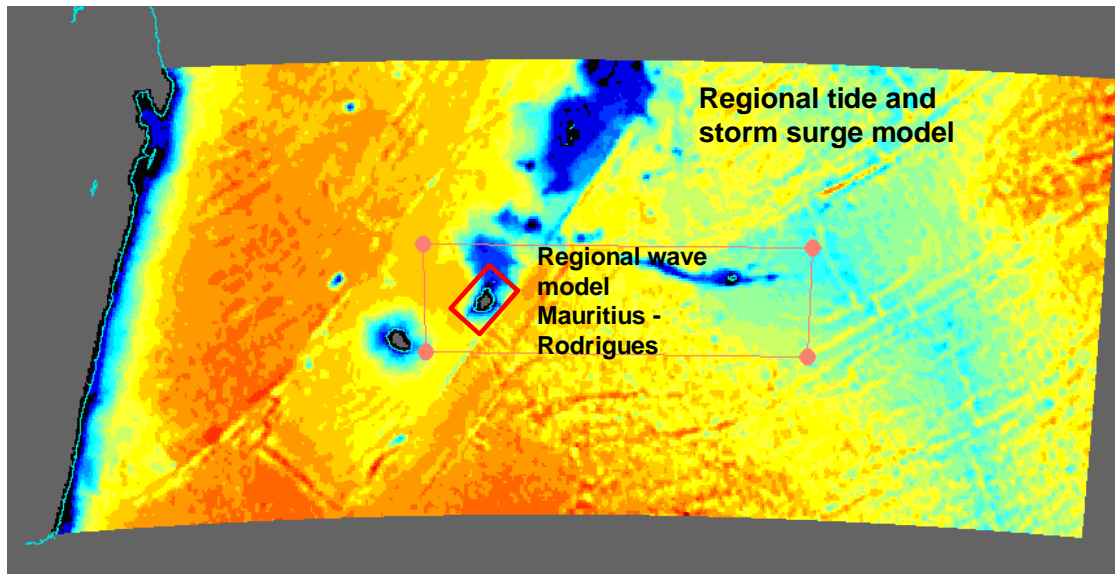 Regional tide and
storm surge model
Regional wave
model
Mauritius -
Rodrigues